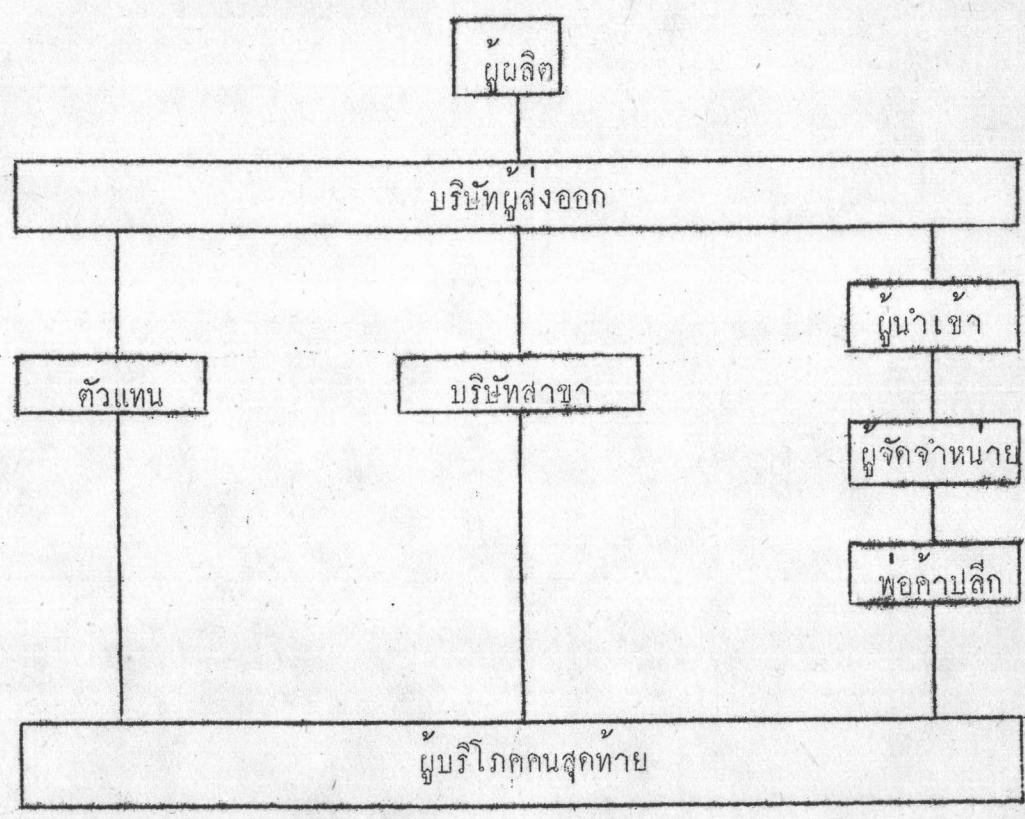 ผู้ผลิต
บริษัทผู้ส่งออก
ผู้นำเข้า
ตัวแทน
บริษัทสาขา
ผู้จัดจำหน่าย
พ่อค้าปลีก
ผู้บริโภคคนสุดท้าย